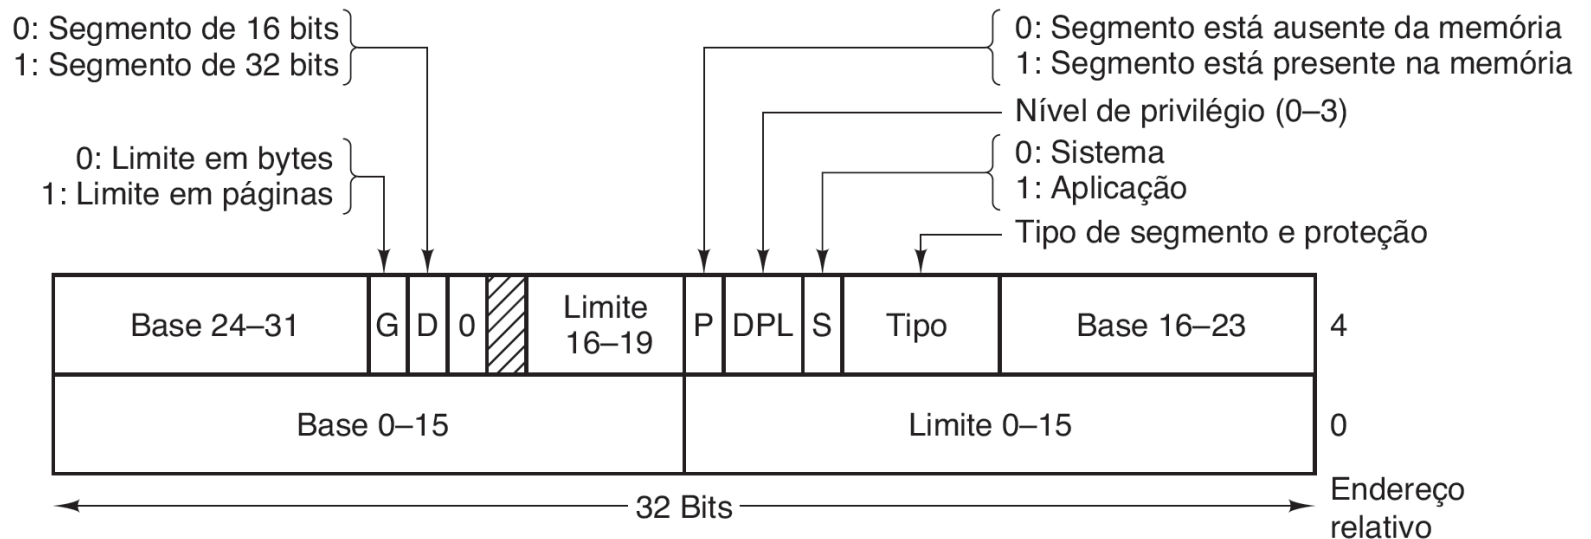 0: Segmento de 16 bits
1: Segmento de 32 bits
0: Segmento está ausente da memória
1: Segmento está presente na memória
Nível de privilégio (0–3)
0: Limite em bytes
1: Limite em páginas
0: Sistema
1: Aplicação
Tipo de segmento e proteção
Base 24–31
G
D
0
Limite
16–19
P
DPL
S
Tipo
Base 16–23
4
Base 0–15
Limite 0–15
0
32 Bits
Endereço
relativo